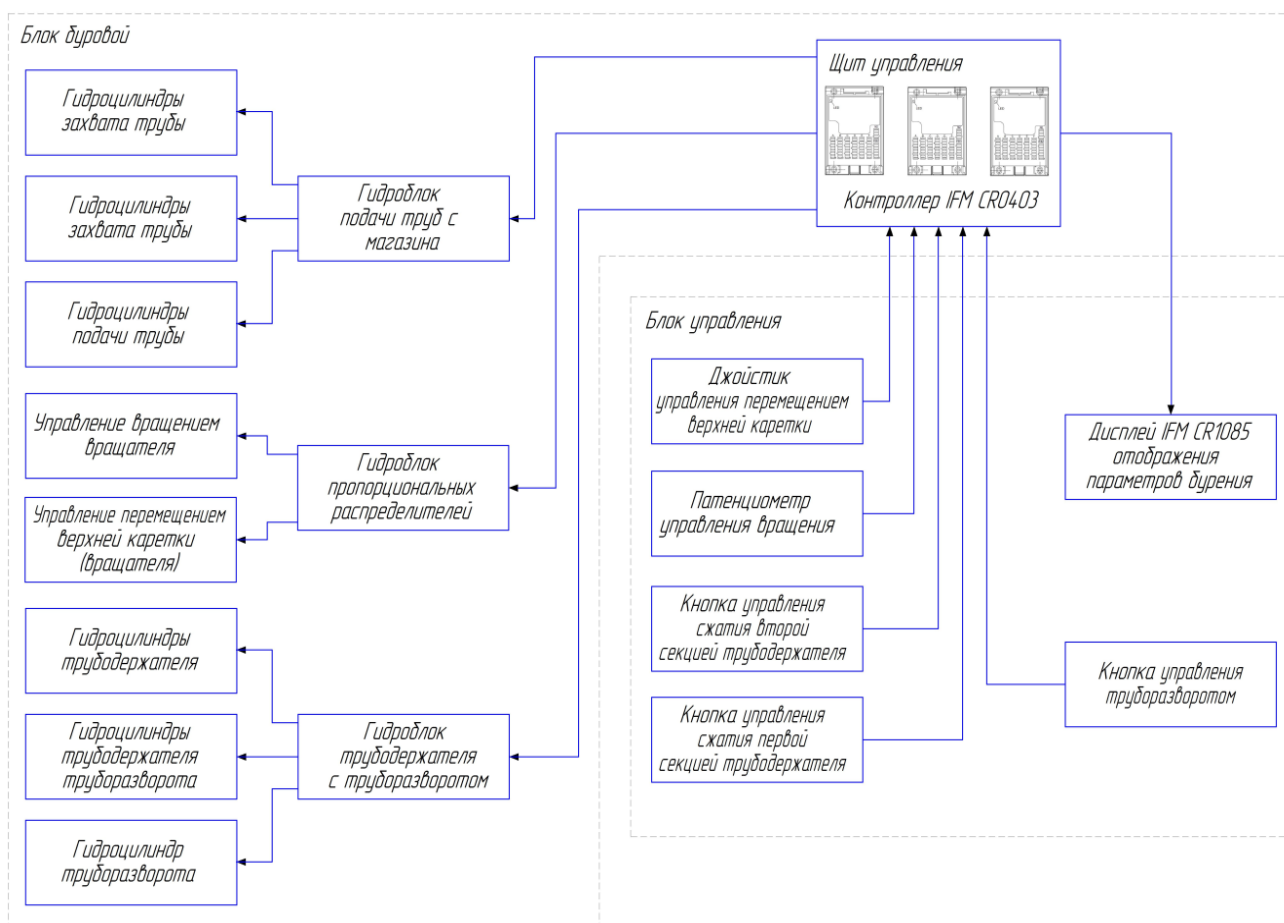 Блок буровой
Гидроцилиндры
захвата трубы
Гидроцилиндры
захвата трубы
Гидроцилиндры
подачи трубы
Гидроблок
подачи труб с
магазина
Управление вращением
вращателя
Управление перемещением
верхней каретки
(вращателя)
Гидроблок
пропорциональных
распределителей
Гидроцилиндры
трубодержателя
Гидроцилиндры
трубодержателя
труборазворота
Гидроцилиндр
труборазворота
Гидроблок
трубодержателя
с труборазворотом
Щит управления
Контроллер IFM CR0403
Блок управления
Джойстик
управления перемещением
верхней каретки
Патенциометр
управления вращения
Кнопка управления
сжатия второй
секцией трубодержателя
Кнопка управления
сжатия первой
секцией трубодержателя
Дисплей IFM CR1085
отображения
параметров бурения
Кнопка управления
труборазворотом